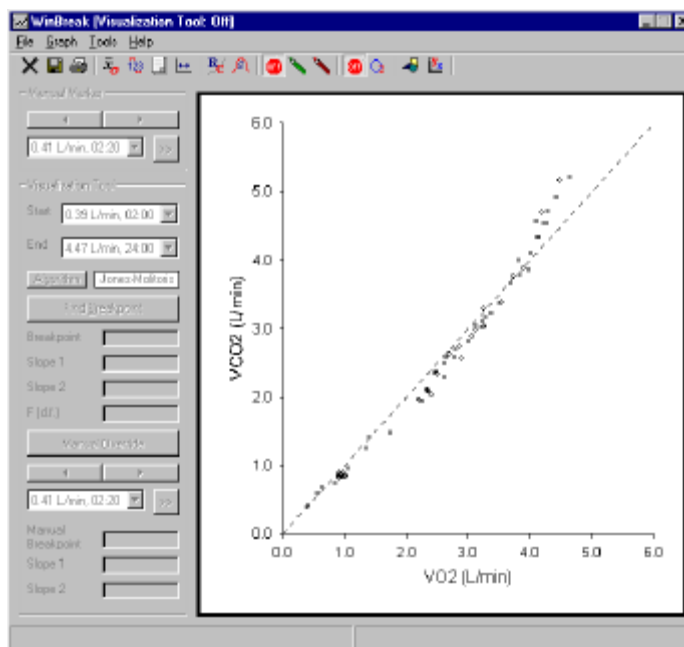 WinBreak (Visualization Tool: Off)
File Graph Tools Help
Manual Marker
0.41 L/min, 02:20 >>
Visualization Tool
Start 0.39 L/min, 02:00
End 4.47 L/min, 24:00
Algorithm Jones-Molitoris
Find Breakpoint
Breakpoint
Slope 1
Slope 2
F (d.f.)
Manual Override
0.41 L/min, 02:20 >>
Manual
Breakpoint
Slope 1
Slope 2
VCO2 (L/min)
6.0
5.0
4.0
3.0
2.0
1.0
0.0
0.0 1.0 2.0 3.0 4.0 5.0 6.0
VO2 (L/min)